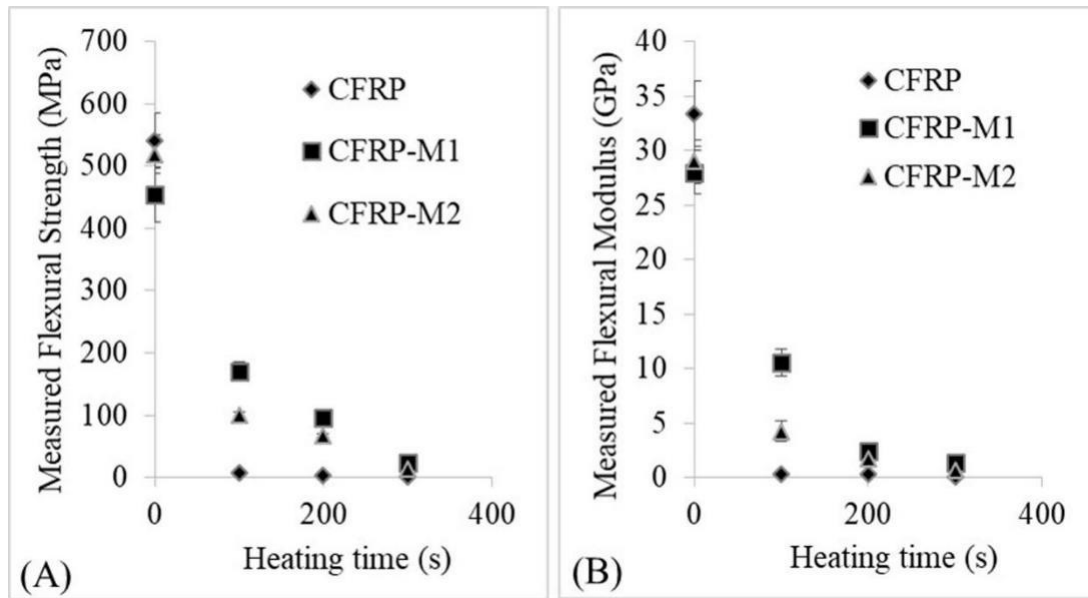 Measured Flexural Strength (MPa)
700
600
500
400
300
200
100
0
0
200
400
Heating time (s)
CFRP
CFRP-M1
CFRP-M2
(A)
Measured Flexural Modulus (GPa)
40
35
30
25
20
15
10
5
0
0
200
400
Heating time (s)
CFRP
CFRP-M1
CFRP-M2
(B)